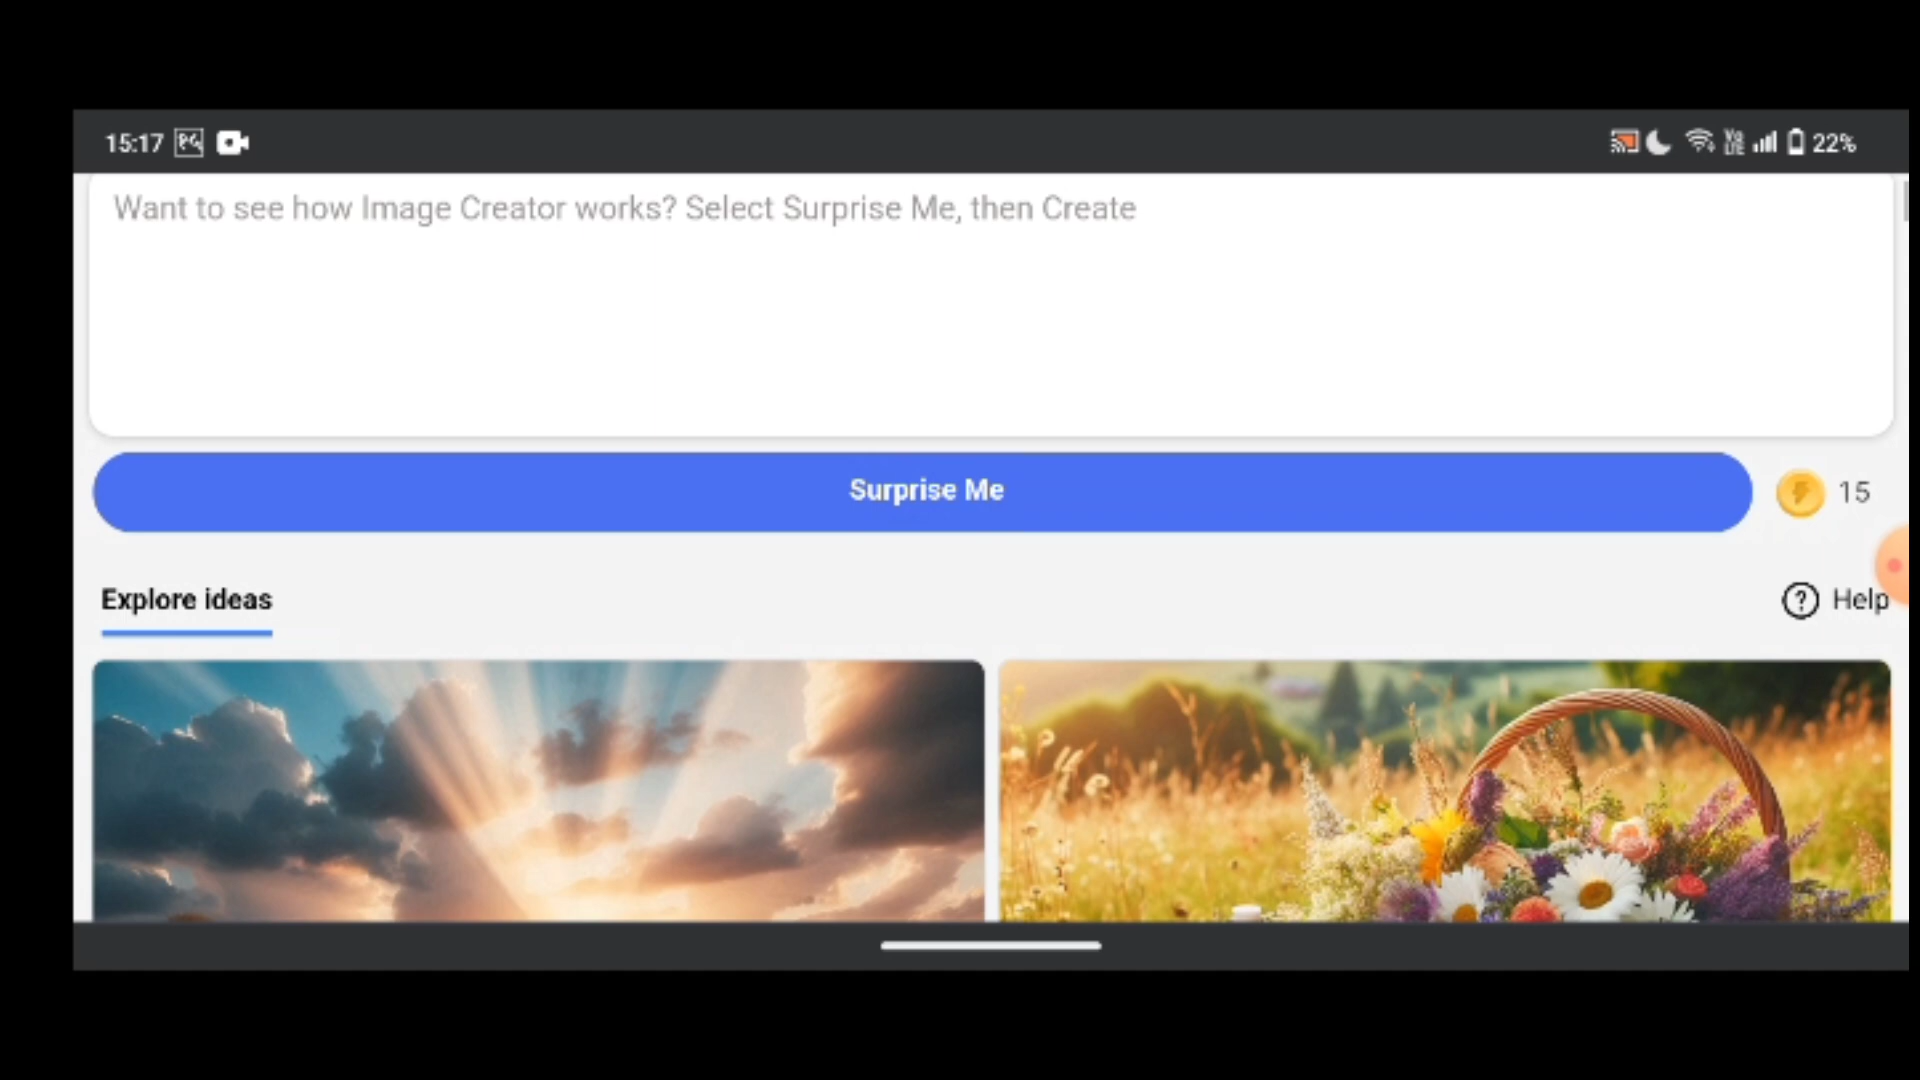 15:17
22%
Want to see how Image Creator works? Select Surprise Me, then Create
Surprise Me
15
Explore ideas
Help